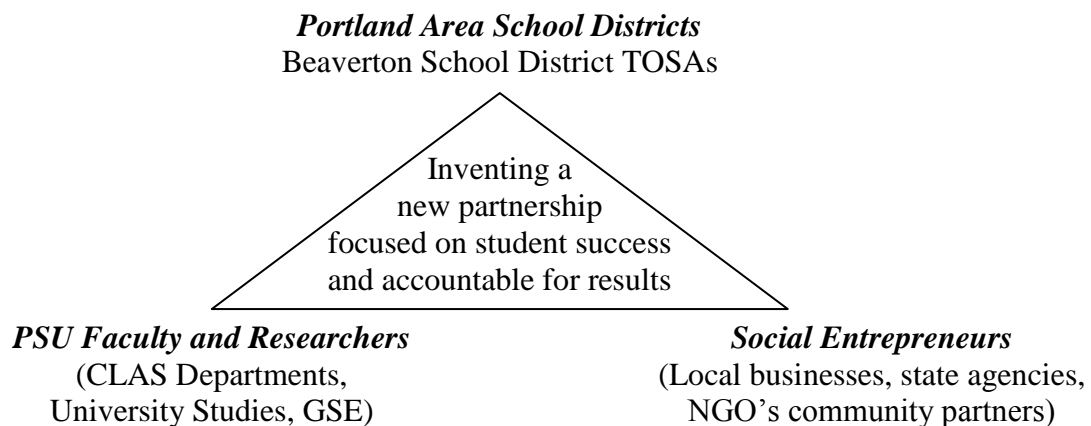 Portland Area School Districts
Beaverton School District TOSAs
Inventing a
new partnership
focused on student success
and accountable for results
PSU Faculty and Researchers
(CLAS Departments,
University Studies, GSE)
Social Entrepreneurs
(Local businesses, state agencies,
NGO's community partners)